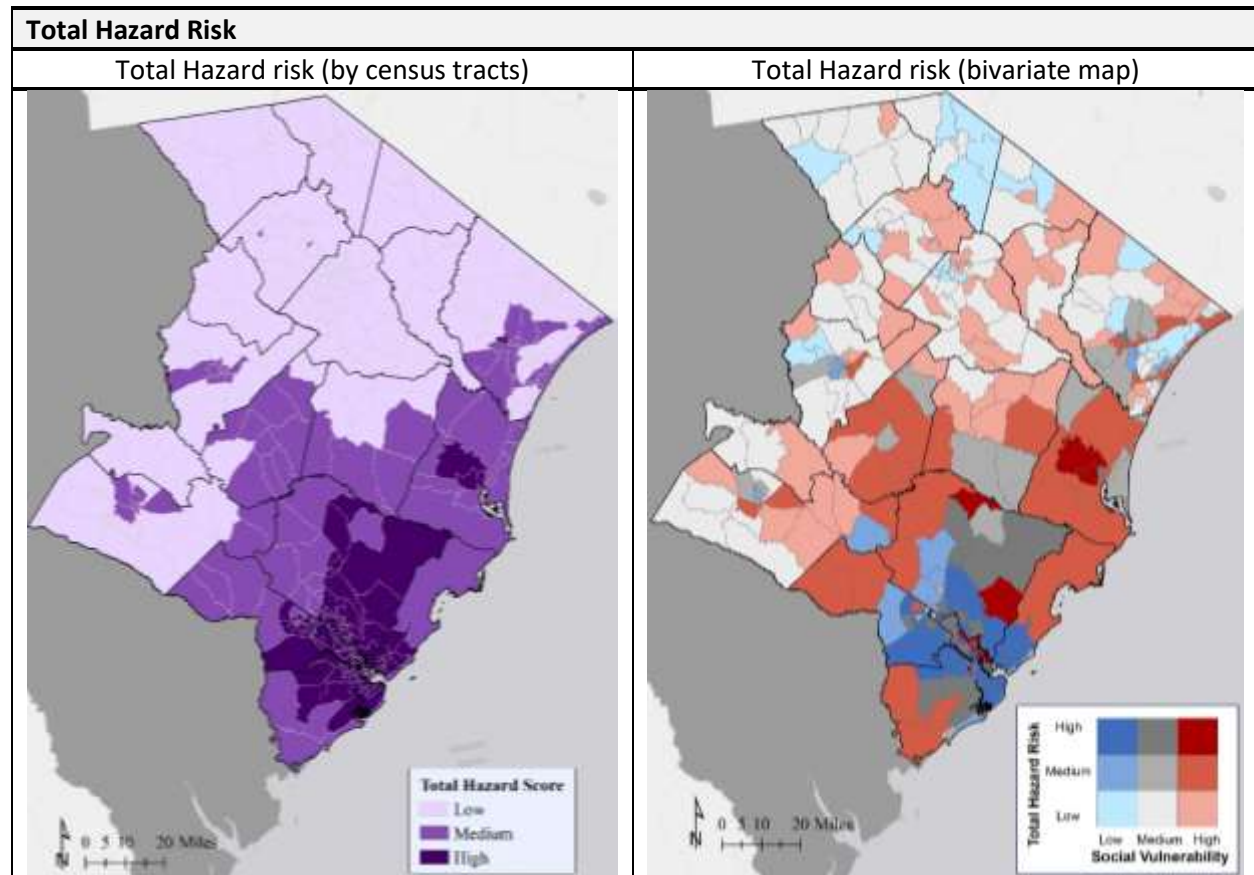 Total Hazard Risk
Total Hazard risk (by census tracts)
Total Hazard risk (bivariate map)
Total Hazard Score
Low
Medium
High
N
0 5 10 20 Miles
Total Hazard Risk
High
Medium
Low
Low Medium High
Social Vulnerability
N
0 5 10 20 Miles